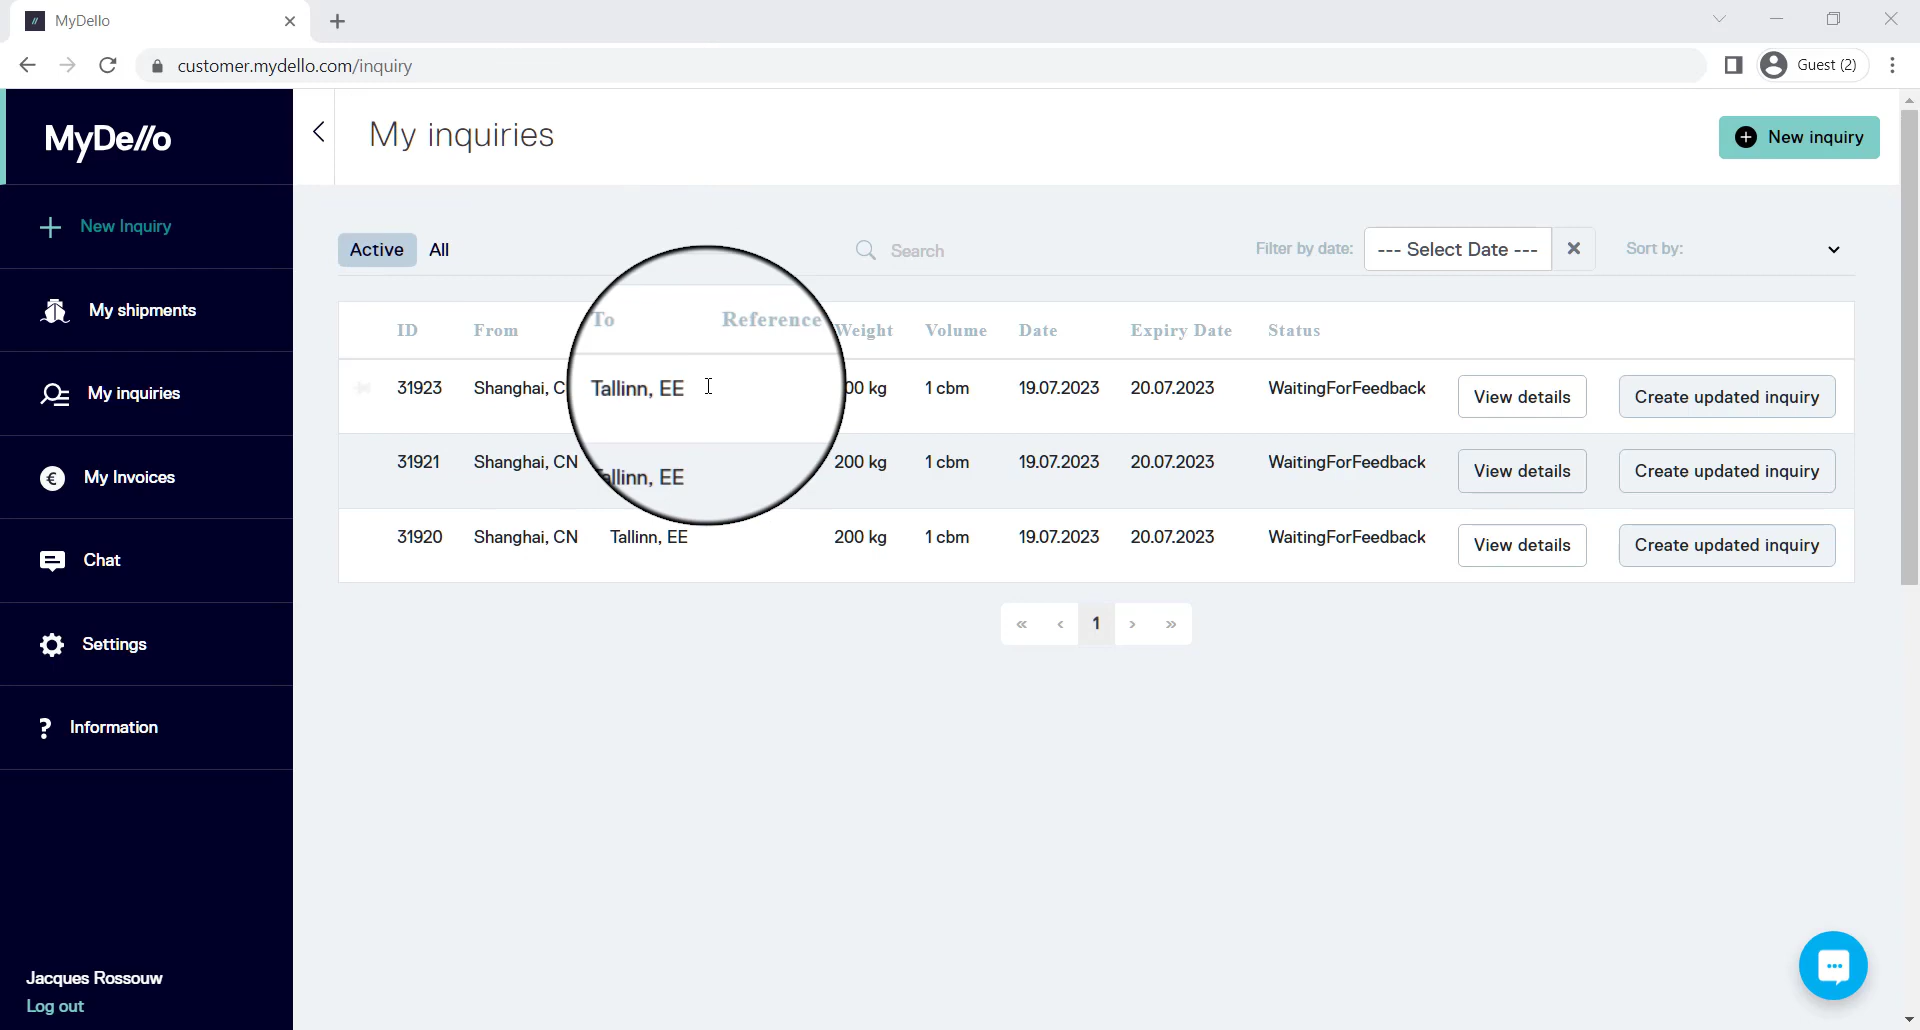 MyDello
customer.mydello.com/inquiry
Guest (2)
MyDello
My inquiries
New inquiry
New Inquiry
My shipments
My inquiries
€ My Invoices
Chat
Settings
? Information
Jacques Rossouw
Log out
Active All Search Filter by date: --- Select Date --- Sort by:
ID From To Reference Weight Volume Date Expiry Date Status
31923 Shanghai, Tallinn, EE kg 1 cbm 19.07.2023 20.07.2023 WaitingForFeedback View details Create updated inquiry
31921 Shanghai, CN Tallinn, EE 200 kg 1 cbm 19.07.2023 20.07.2023 WaitingForFeedback View details Create updated inquiry
31920 Shanghai, CN Tallinn, EE 200 kg 1 cbm 19.07.2023 20.07.2023 WaitingForFeedback View details Create updated inquiry
« ‹ 1 › »